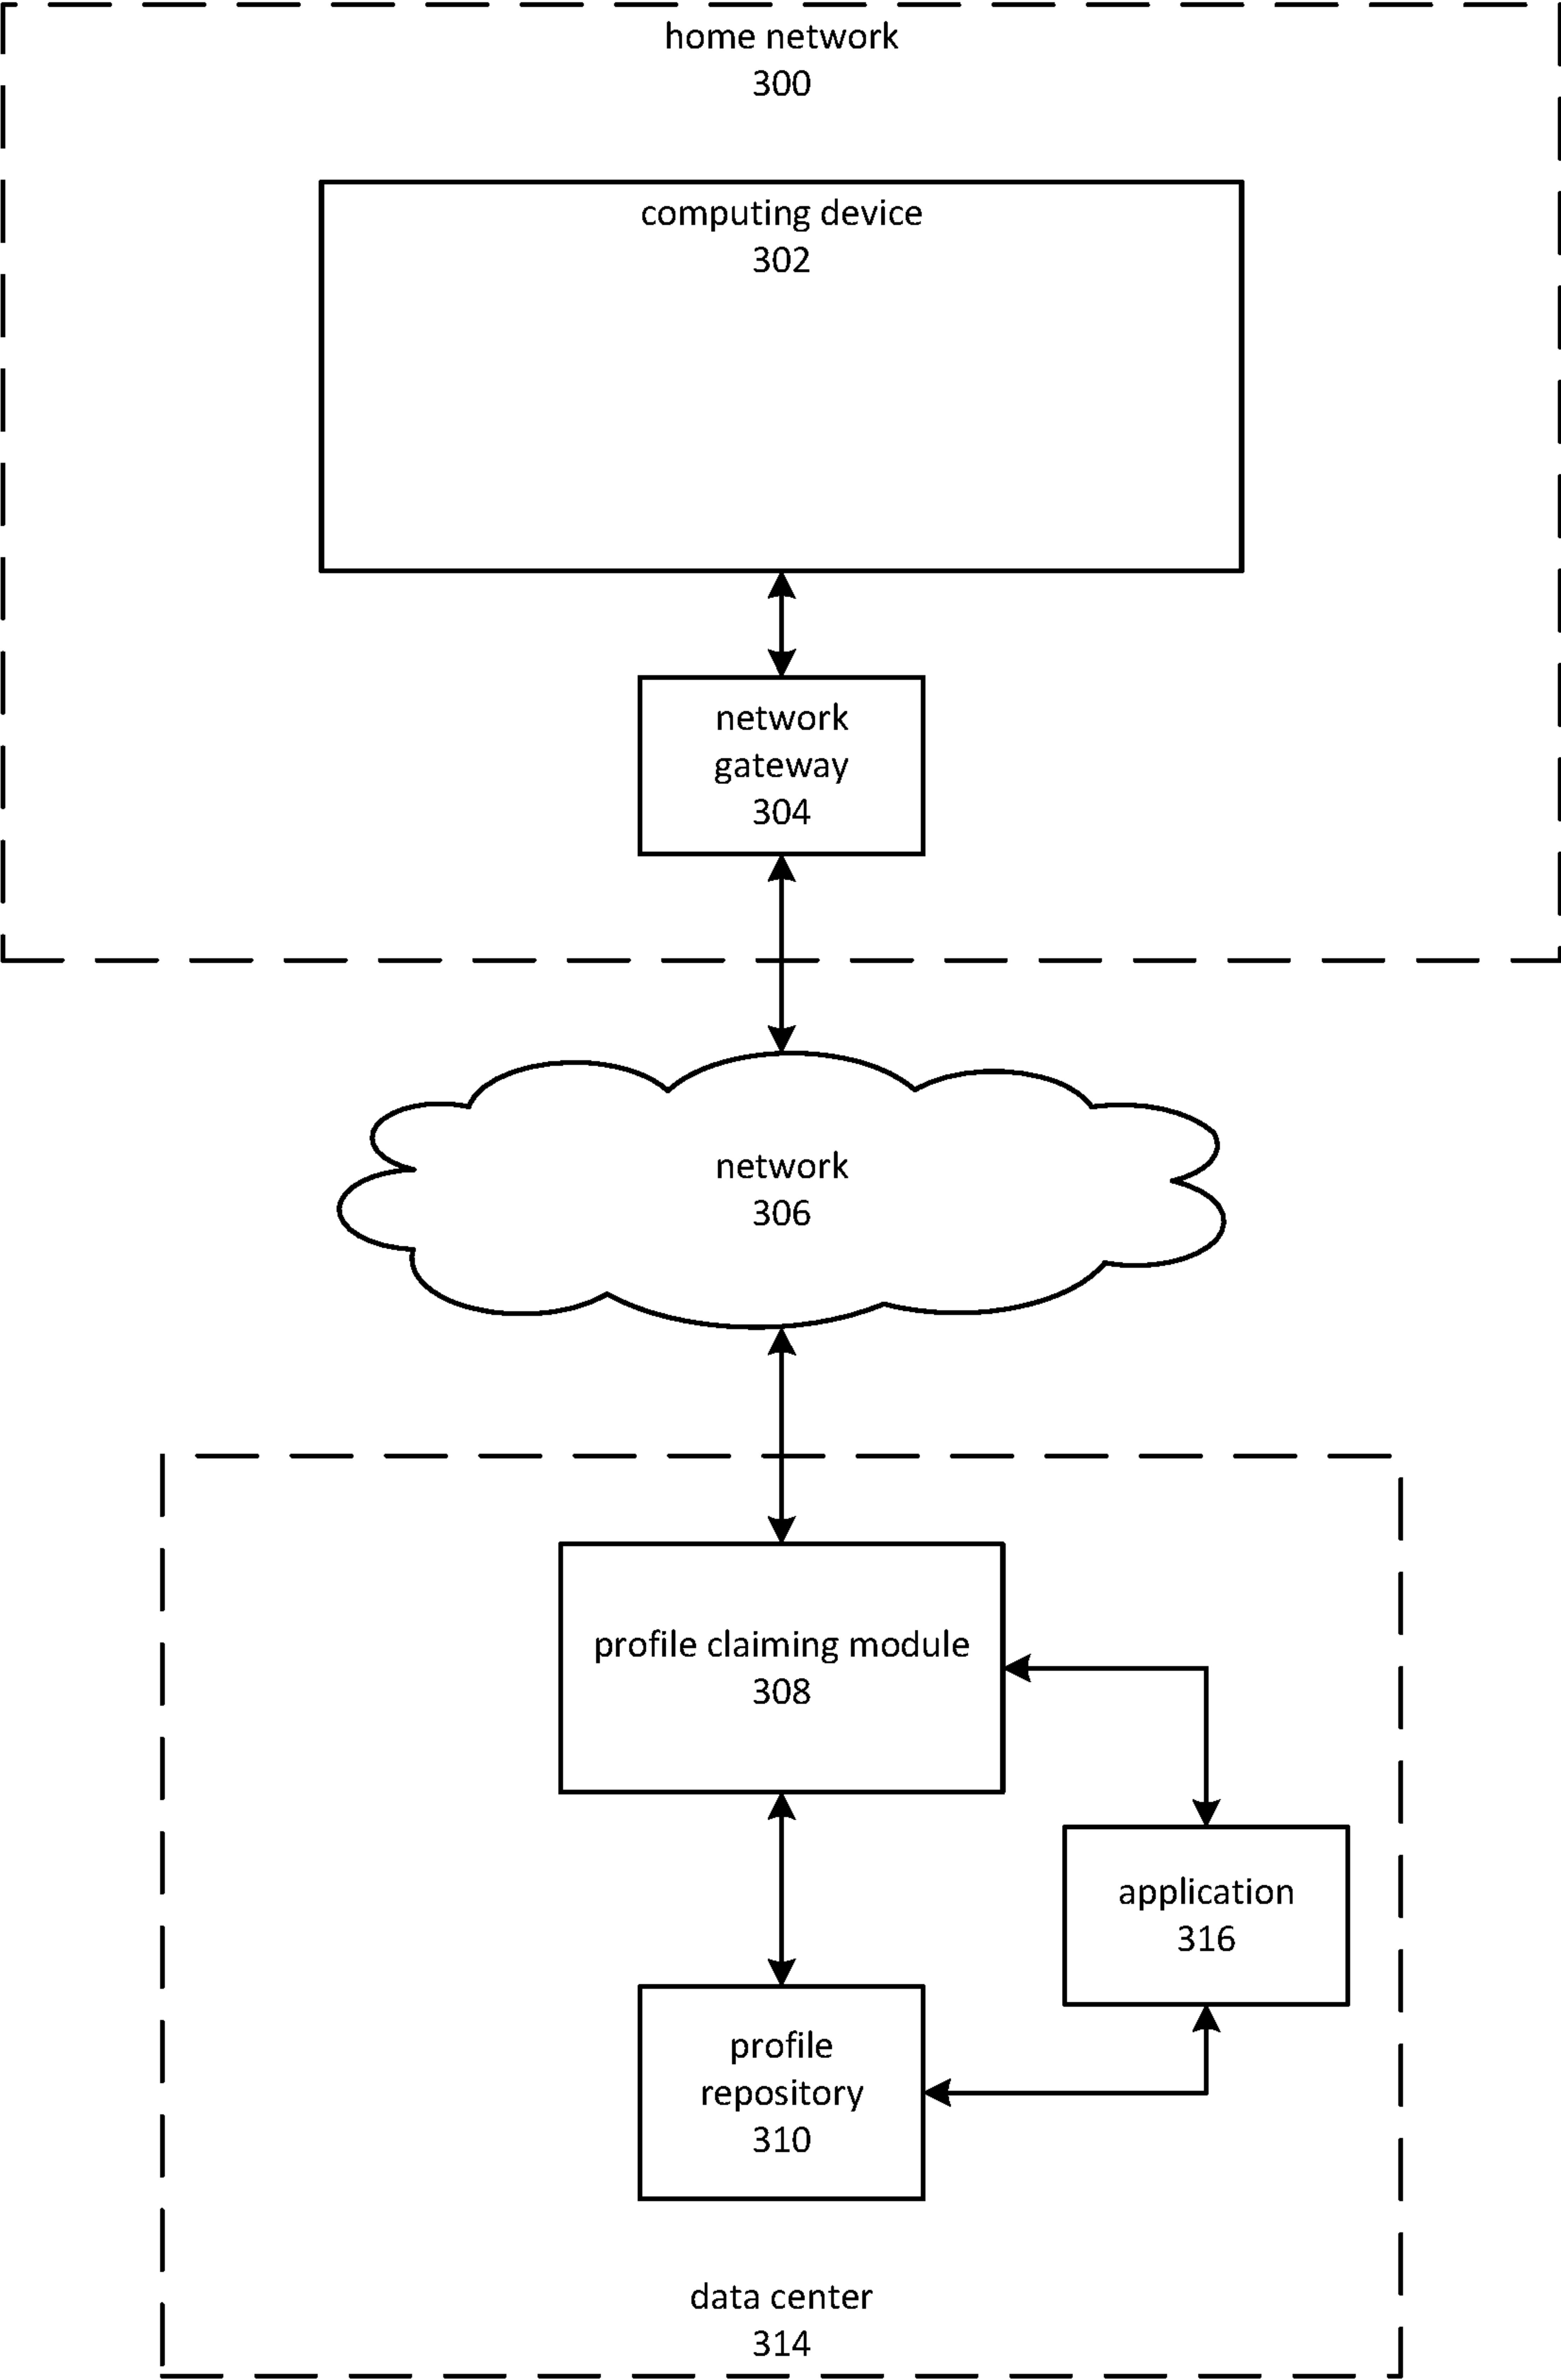 home network
300
computing device
302
network
gateway
304
network
306
profile claiming module
308
application
316
profile
repository
310
data center
314